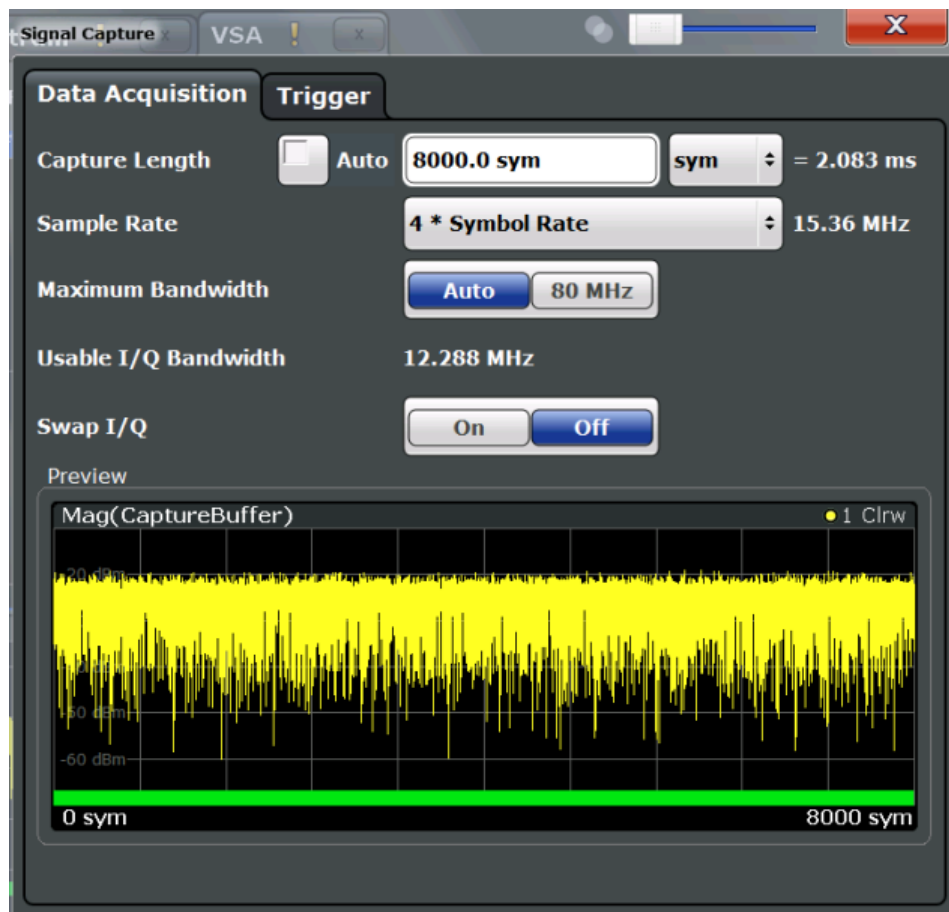 Signal Capture x VSA ! x X
Data Acquisition Trigger
Capture Length Auto 8000.0 sym sym = 2.083 ms
Sample Rate 4 * Symbol Rate 15.36 MHz
Maximum Bandwidth Auto 80 MHz
Usable I/Q Bandwidth 12.288 MHz
Swap I/Q On Off
Preview
Mag(CaptureBuffer) 1 Clrw
-20 dBm
-50 dBm
-60 dBm
0 sym 8000 sym